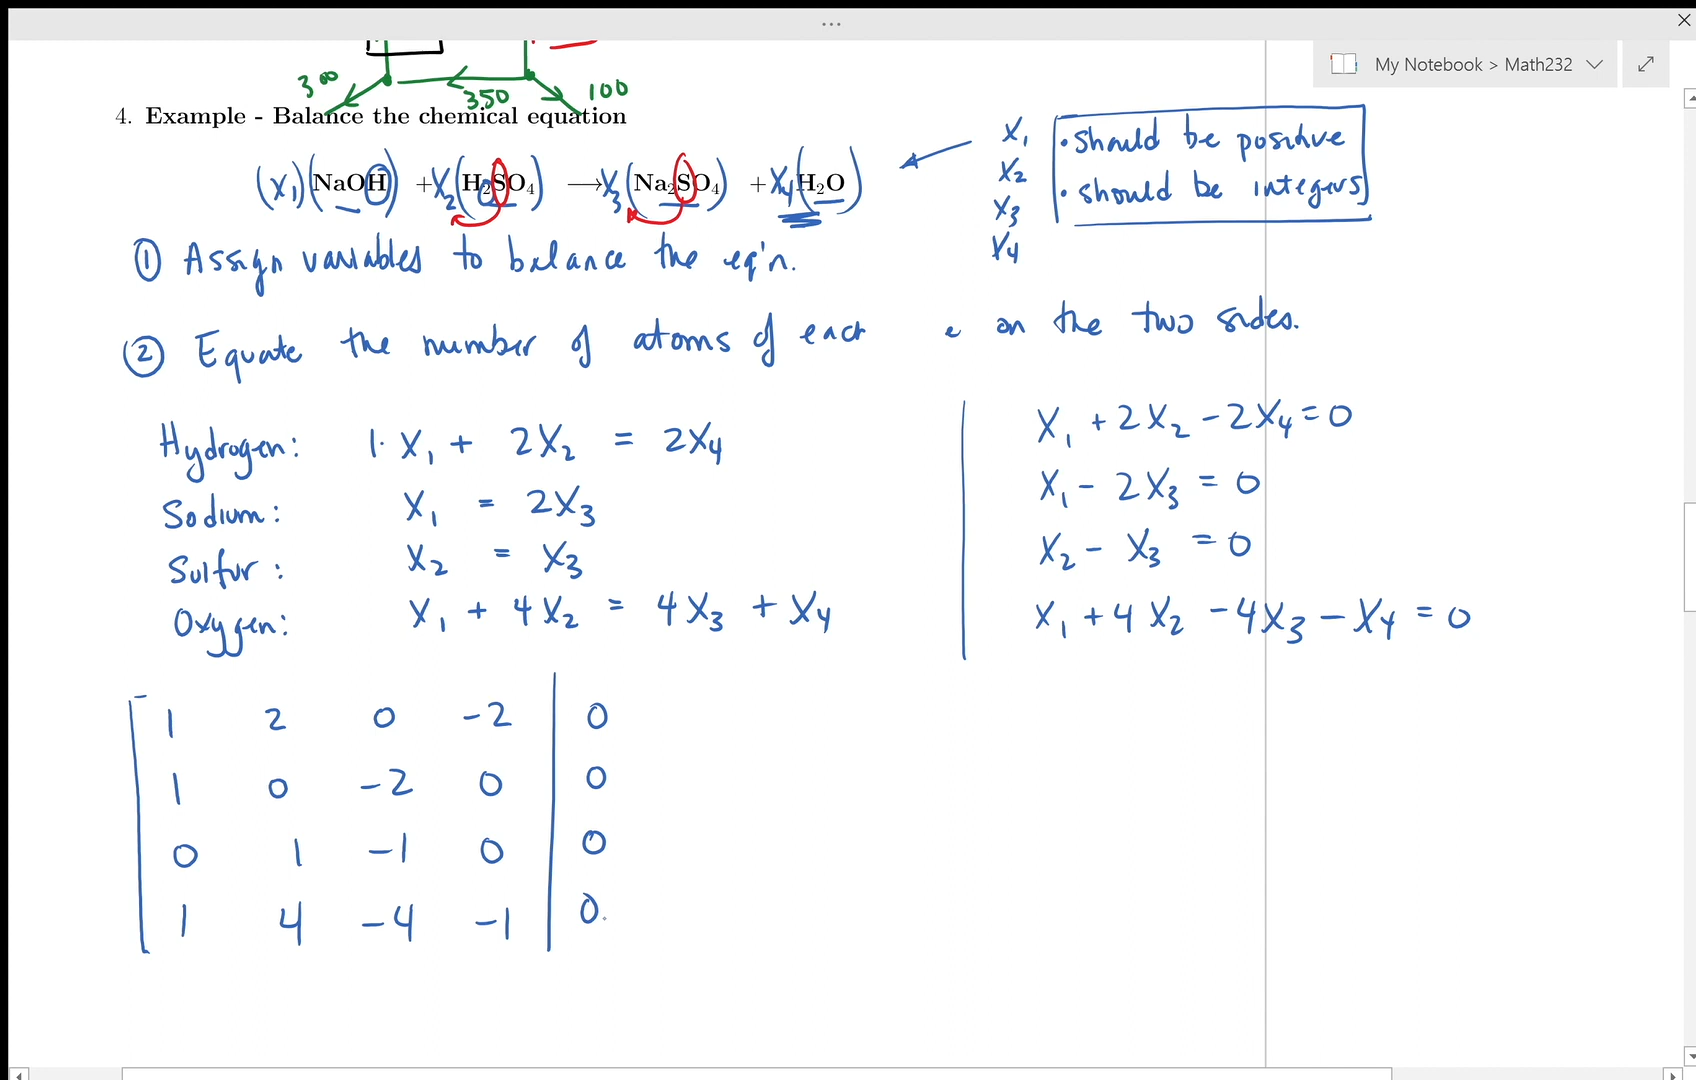 My Notebook > Math232
300
350
100
4. Example - Balance the chemical equation
(x₁)(NaOH) + x₂(H₂SO₄) ⟶ x₃(Na₂SO₄) + x₄(H₂O)
x₁
x₂
x₃
x₄
• should be positive
• should be integers
① Assign variables to balance the eq'n.
② Equate the number of atoms of each e on the two sides.
Hydrogen: 1·x₁ + 2x₂ = 2x₄
Sodium: x₁ = 2x₃
Sulfur: x₂ = x₃
Oxygen: x₁ + 4x₂ = 4x₃ + x₄
x₁ + 2x₂ - 2x₄ = 0
x₁ - 2x₃ = 0
x₂ - x₃ = 0
x₁ + 4x₂ - 4x₃ - x₄ = 0
1 2 0 -2 | 0
1 0 -2 0 | 0
0 1 -1 0 | 0
1 4 -4 -1 | 0